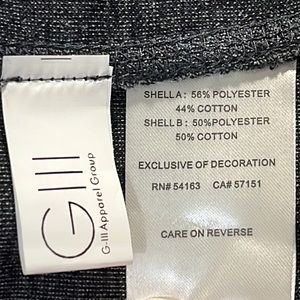 GIII
G-III Apparel Group
SHELL A : 56% POLYESTER
44% COTTON
SHELL B : 50%POLYESTER
50% COTTON
EXCLUSIVE OF DECORATION
RN# 54163 CA# 57151
CARE ON REVERSE